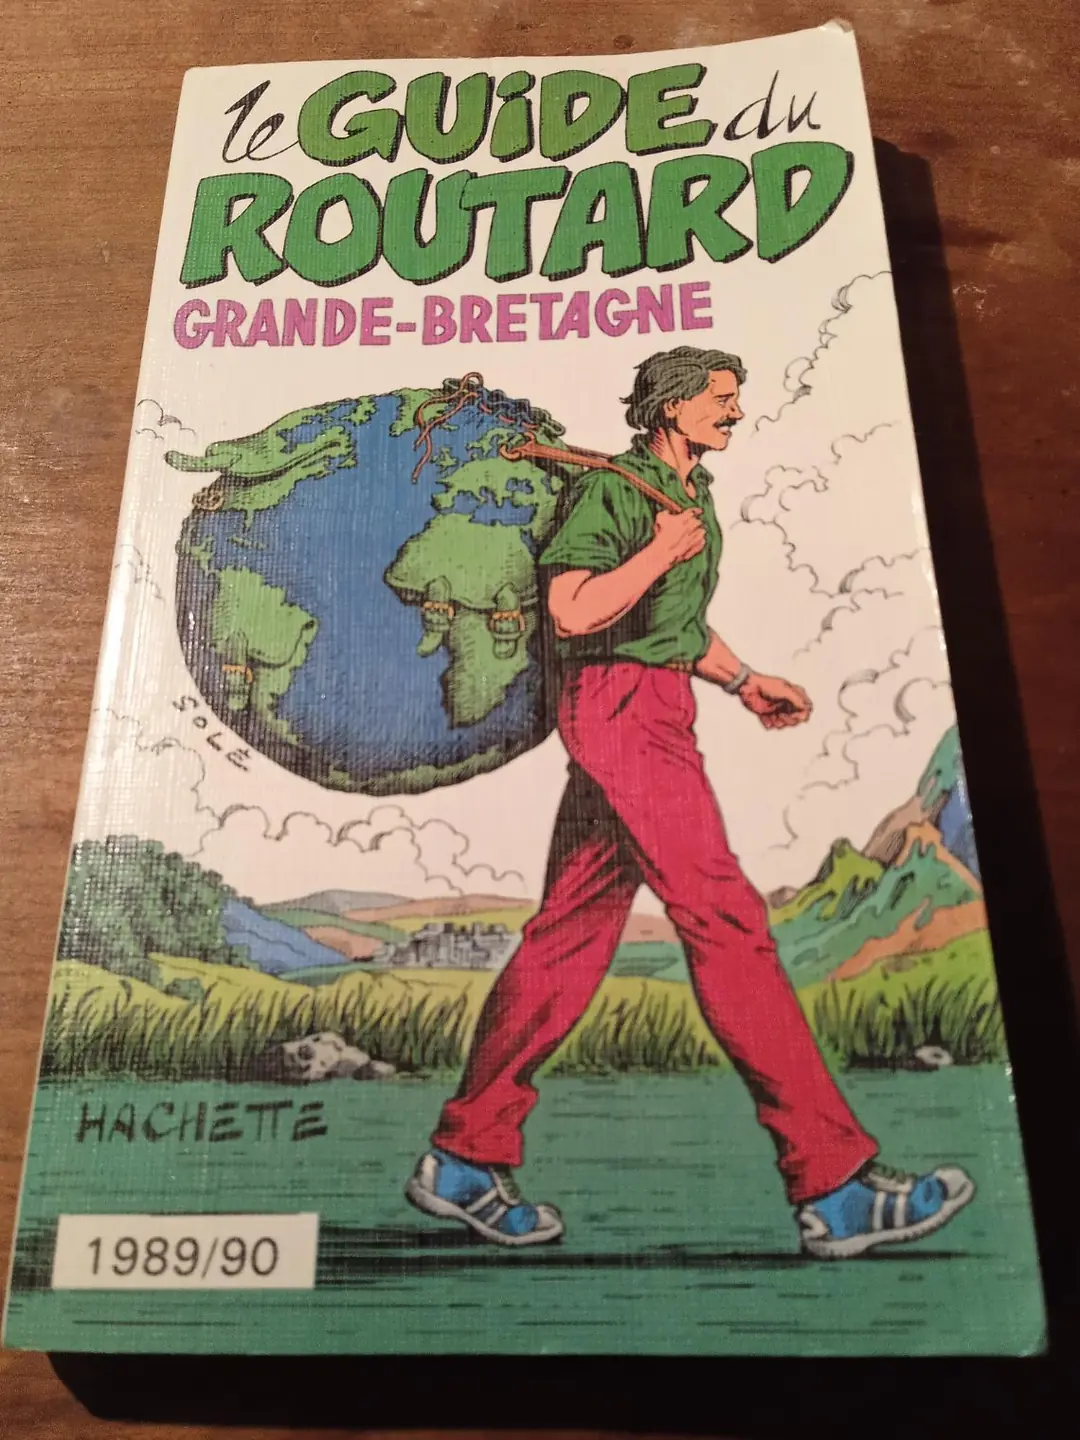 le GUiDE du
ROUTARD
GRANDE-BRETAGNE
SOLÉ
HACHETTE
1989/90